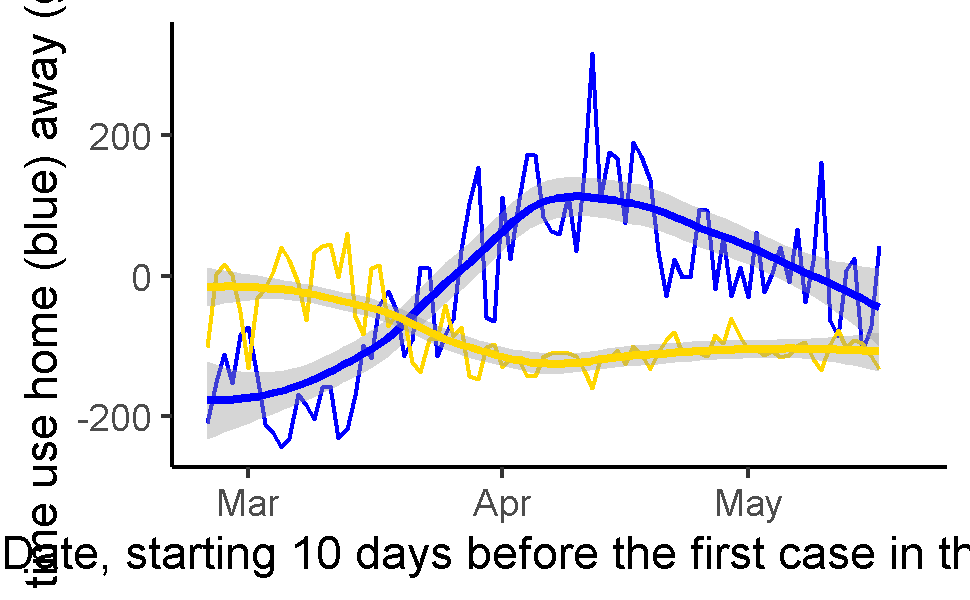 time use home (blue) away (
200
0
-200
Mar Apr May
Date, starting 10 days before the first case in th